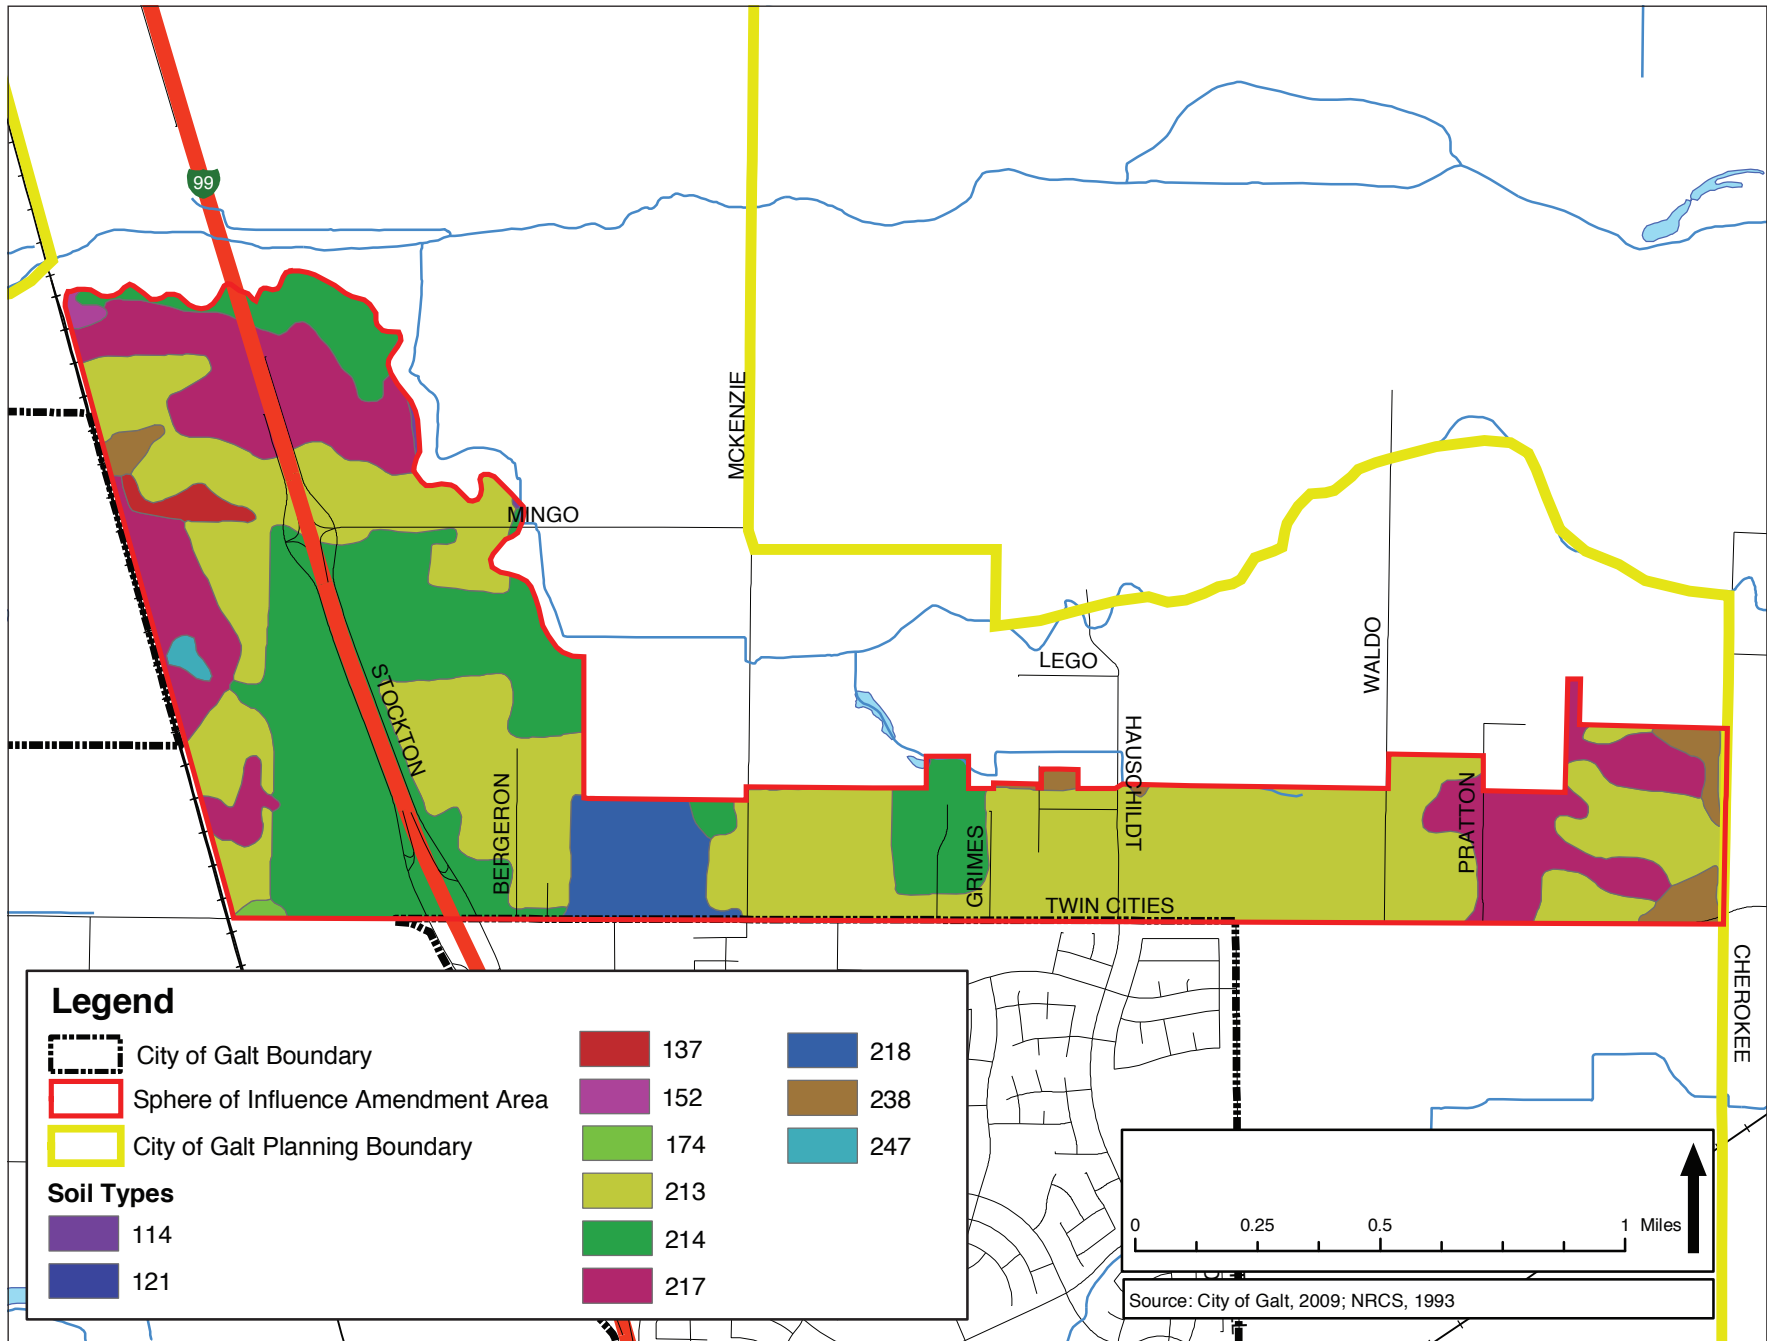 99
MCKENZIE
MINGO
LEGO
WALDO
STOCKTON
HAUSCHILDT
BERGERON
GRIMES
PRATTON
TWIN CITIES
CHEROKEE
Legend
City of Galt Boundary
Sphere of Influence Amendment Area
City of Galt Planning Boundary
Soil Types
114
121
137
152
174
213
214
217
218
238
247
0 0.25 0.5 1 Miles
Source: City of Galt, 2009; NRCS, 1993